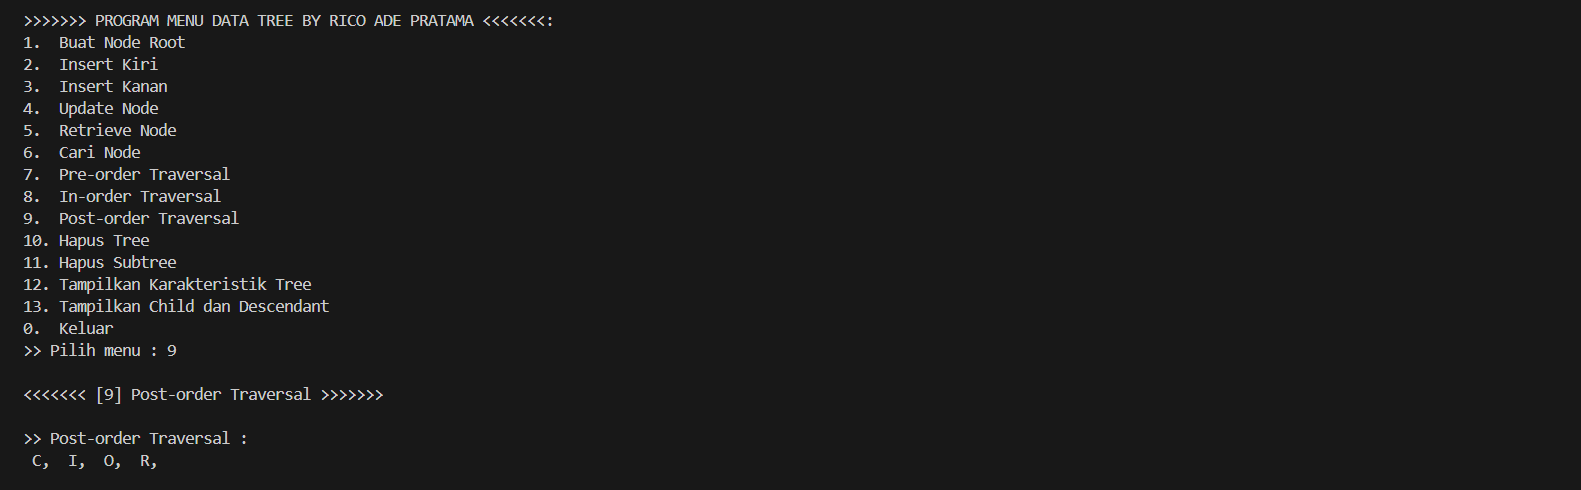 >>>>>>> PROGRAM MENU DATA TREE BY RICO ADE PRATAMA <<<<<<<:
1.  Buat Node Root
2.  Insert Kiri
3.  Insert Kanan
4.  Update Node
5.  Retrieve Node
6.  Cari Node
7.  Pre-order Traversal
8.  In-order Traversal
9.  Post-order Traversal
10. Hapus Tree
11. Hapus Subtree
12. Tampilkan Karakteristik Tree
13. Tampilkan Child dan Descendant
0.  Keluar
>> Pilih menu : 9
<<<<<<< [9] Post-order Traversal >>>>>>>
>> Post-order Traversal :
C,  I,  O,  R,